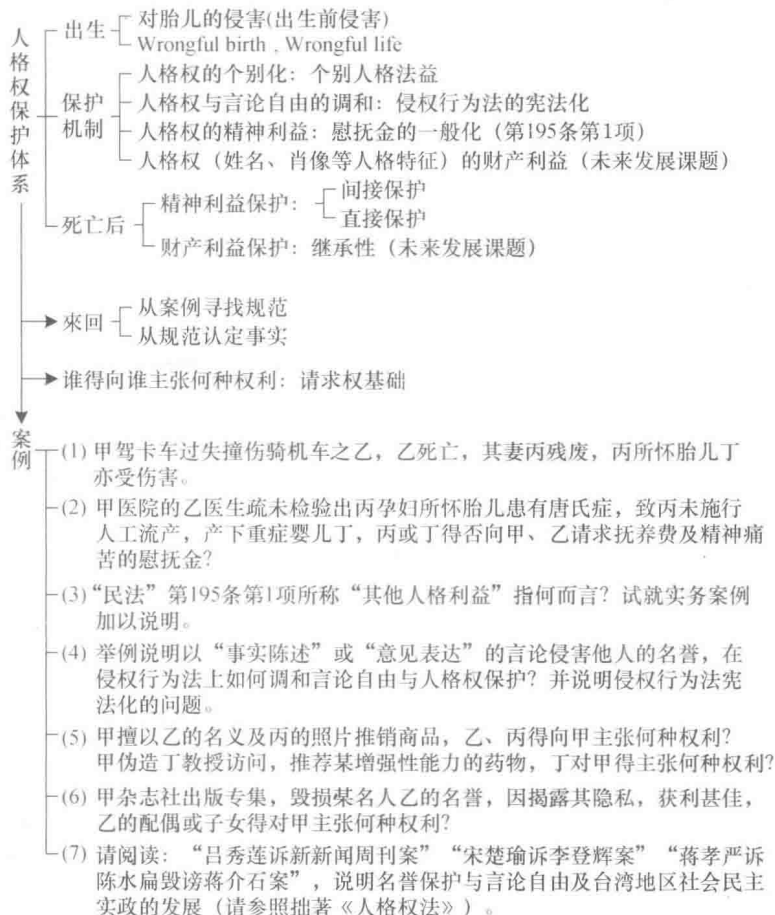 人格权保护体系
出生
对胎儿的侵害(出生前侵害)
Wrongful birth , Wrongful life
保护机制
人格权的个别化：个别人格法益
人格权与言论自由的调和：侵权行为法的宪法化
人格权的精神利益：慰抚金的一般化（第195条第1项）
人格权（姓名、肖像等人格特征）的财产利益（未来发展课题）
死亡后
精神利益保护：
间接保护
直接保护
财产利益保护：继承性（未来发展课题）
來回
从案例寻找规范
从规范认定事实
谁得向谁主张何种权利：请求权基础
案例
(1) 甲驾卡车过失撞伤骑机车之乙，乙死亡，其妻丙残废，丙所怀胎儿丁
亦受伤害。
(2) 甲医院的乙医生疏未检验出丙孕妇所怀胎儿患有唐氏症，致丙未施行
人工流产，产下重症婴儿丁，丙或丁得否向甲、乙请求抚养费及精神痛
苦的慰抚金？
(3)“民法”第195条第1项所称“其他人格利益”指何而言？试就实务案例
加以说明。
(4) 举例说明以“事实陈述”或“意见表达”的言论侵害他人的名誉，在
侵权行为法上如何调和言论自由与人格权保护？并说明侵权行为法宪
法化的问题。
(5) 甲擅以乙的名义及丙的照片推销商品，乙、丙得向甲主张何种权利？
甲伪造丁教授访问，推荐某增强性能力的药物，丁对甲得主张何种权利？
(6) 甲杂志社出版专集，毁损某名人乙的名誉，因揭露其隐私，获利甚佳，
乙的配偶或子女得对甲主张何种权利？
(7) 请阅读：“吕秀莲诉新新闻周刊案”“宋楚瑜诉李登辉案”“蒋孝严诉
陈水扁毁谤蒋介石案”，说明名誉保护与言论自由及台湾地区社会民主
实政的发展（请参照拙著《人格权法》）。